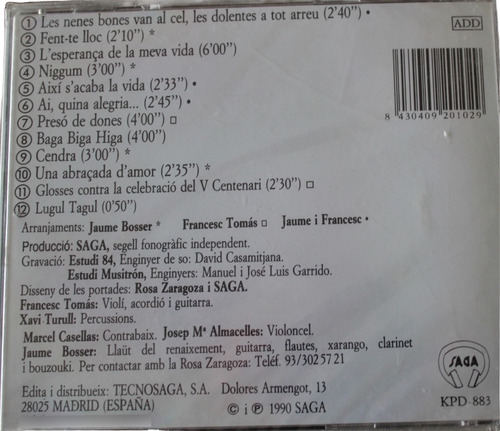 ① Les nenes bones van al cel, les dolentes a tot arreu (2'40") •
② Fent-te lloc (2'10") *
③ L'esperança de la meva vida (6'00")
④ Niggum (3'00") *
⑤ Així s'acaba la vida (2'33") •
⑥ Ai, quina alegria... (2'45") •
⑦ Presó de dones (4'00") □
⑧ Baga Biga Higa (4'00")
⑨ Cendra (3'00") *
⑩ Una abraçada d'amor (2'35") *
⑪ Glosses contra la celebració del V Centenari (2'30") □
⑫ Lugul Tagul (0'50")
ADD
8 430409 201029
Arranjaments: Jaume Bosser * Francesc Tomás □ Jaume i Francesc •
Producció: SAGA, segell fonogràfic independent.
Gravació: Estudi 84, Enginyer de so: David Casamitjana.
Estudi Musitrón, Enginyers: Manuel i José Luis Garrido.
Disseny de les portades: Rosa Zaragoza i SAGA.
Francesc Tomás: Violí, acordió i guitarra.
Xavi Turull: Percussions.
Marcel Casellas: Contrabaix. Josep Mª Almacelles: Violoncel.
Jaume Bosser: Llaüt del renaixement, guitarra, flautes, xarango, clarinet
i bouzouki. Per contactar amb la Rosa Zaragoza: Teléf. 93/302 57 21
Edita i distribueix: TECNOSAGA, S.A. Dolores Armengot, 13
28025 MADRID (ESPAÑA) © i ℗ 1990 SAGA
SAGA
KPD - 883